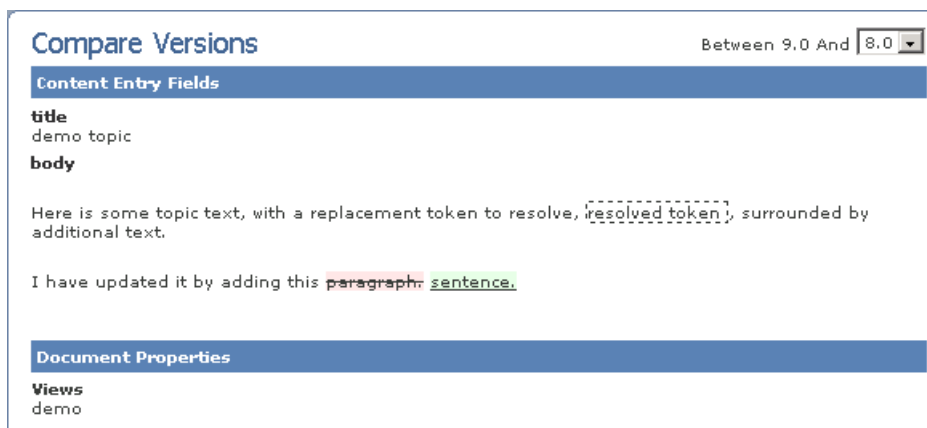 Compare Versions
Between 9.0 And 8.0
Content Entry Fields
title
demo topic
body
Here is some topic text, with a replacement token to resolve, resolved token , surrounded by
additional text.
I have updated it by adding this paragraph. sentence.
Document Properties
Views
demo